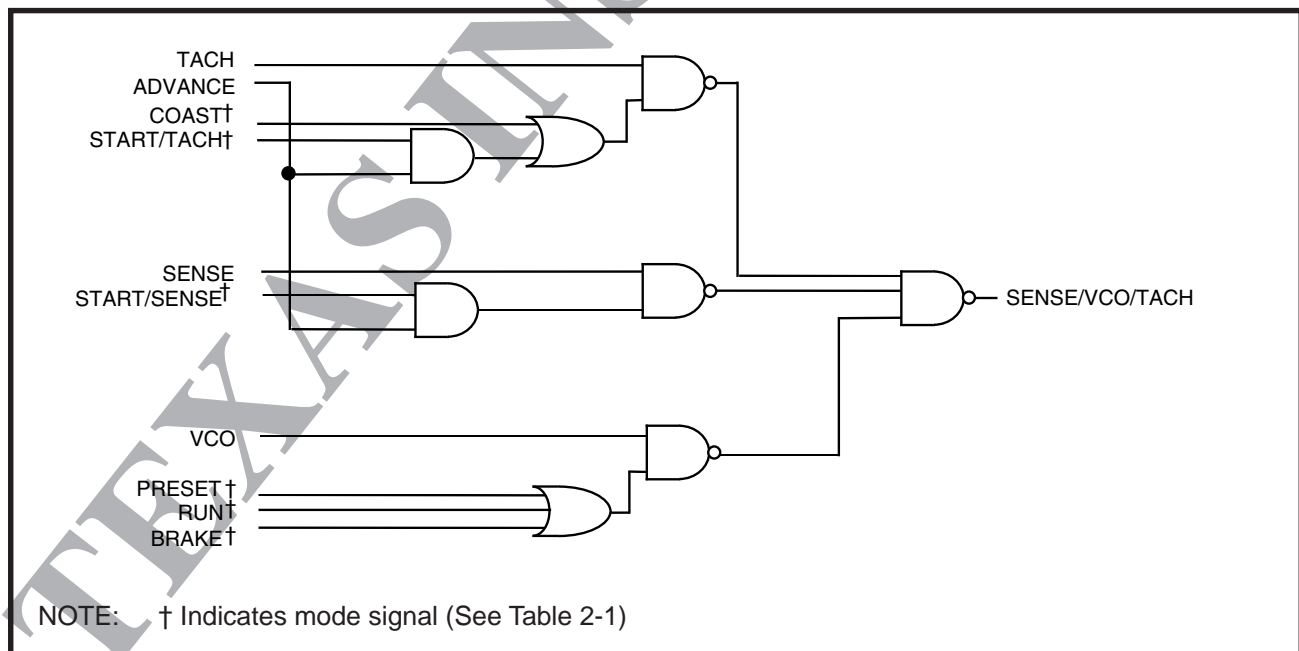 TEXAS INS
TACH
ADVANCE
COAST†
START/TACH†
SENSE
START/SENSE†
SENSE/VCO/TACH
VCO
PRESET †
RUN†
BRAKE†
NOTE: † Indicates mode signal (See Table 2-1)